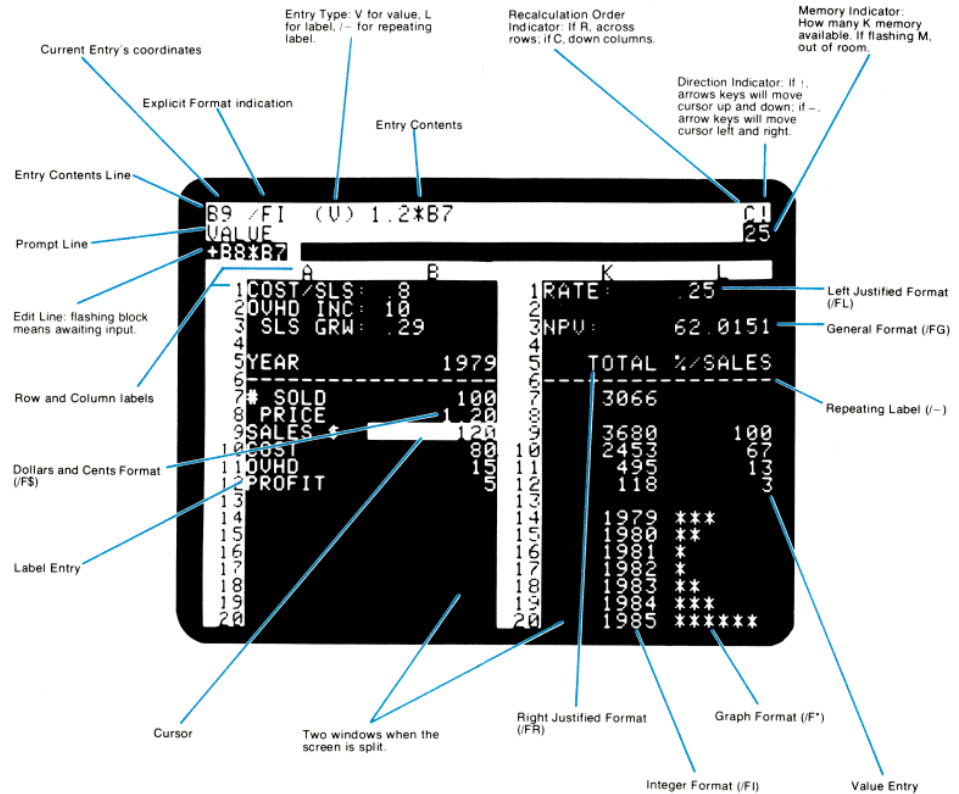 Entry Type: V for value, L
for label, /– for repeating
label.
Recalculation Order
Indicator: If R, across
rows; if C, down columns.
Memory Indicator:
How many K memory
available. If flashing M,
out of room.
Current Entry's coordinates
Explicit Format indication
Entry Contents
Direction Indicator: If !,
arrows keys will move
cursor up and down; if –,
arrow keys will move
cursor left and right.
Entry Contents Line
Prompt Line
Edit Line: flashing block
means awaiting input.
Row and Column labels
Dollars and Cents Format
(/F$)
Label Entry
B9 /FI (V) 1.2*B7 C!
VALUE 25
+B8*B7
A B K L
1 COST/SLS: .8 1 RATE: .25
2 OVHD INC: 10 2
3 SLS GRW: .29 3 NPV: 62.0151
4 4
5 YEAR 1979 5 TOTAL %/SALES
6 ------------------ 6 ------------------
7 # SOLD 100 7 3066
8 PRICE 1.20 8
9 SALES $ 120 9 3680 100
10 COST 80 10 2453 67
11 OVHD 15 11 495 13
12 PROFIT 5 12 118 3
13 13
14 14 1979 ***
15 15 1980 **
16 16 1981 *
17 17 1982 *
18 18 1983 **
19 19 1984 ***
20 20 1985 ******
Left Justified Format
(/FL)
General Format (/FG)
Repeating Label (/–)
Cursor
Two windows when the
screen is split.
Right Justified Format
(/FR)
Graph Format (/F*)
Integer Format (/FI)
Value Entry